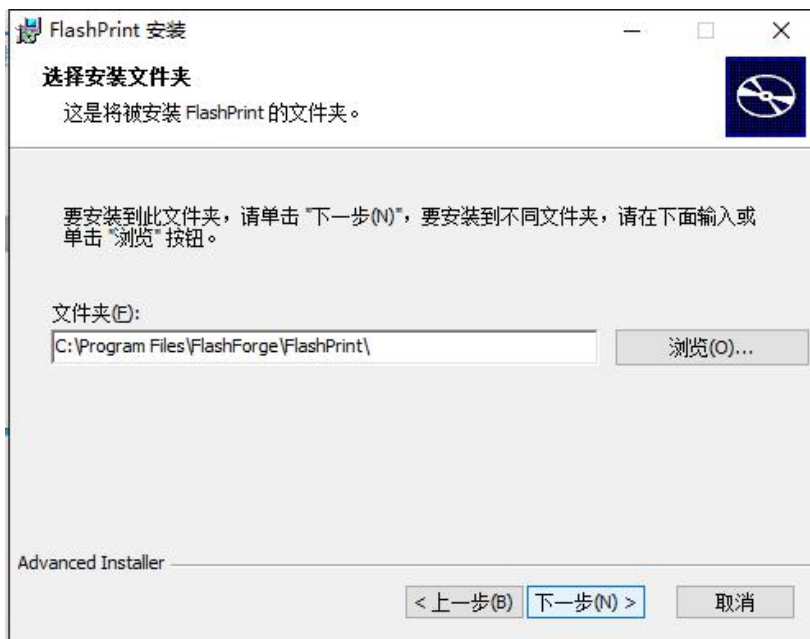 FlashPrint 安装
选择安装文件夹
这是将被安装 FlashPrint 的文件夹。
要安装到此文件夹，请单击 "下一步(N)"，要安装到不同文件夹，请在下面输入或
单击 "浏览" 按钮。
文件夹(F):
C:\Program Files\FlashForge\FlashPrint\
浏览(O)...
Advanced Installer
< 上一步(B)
下一步(N) >
取消